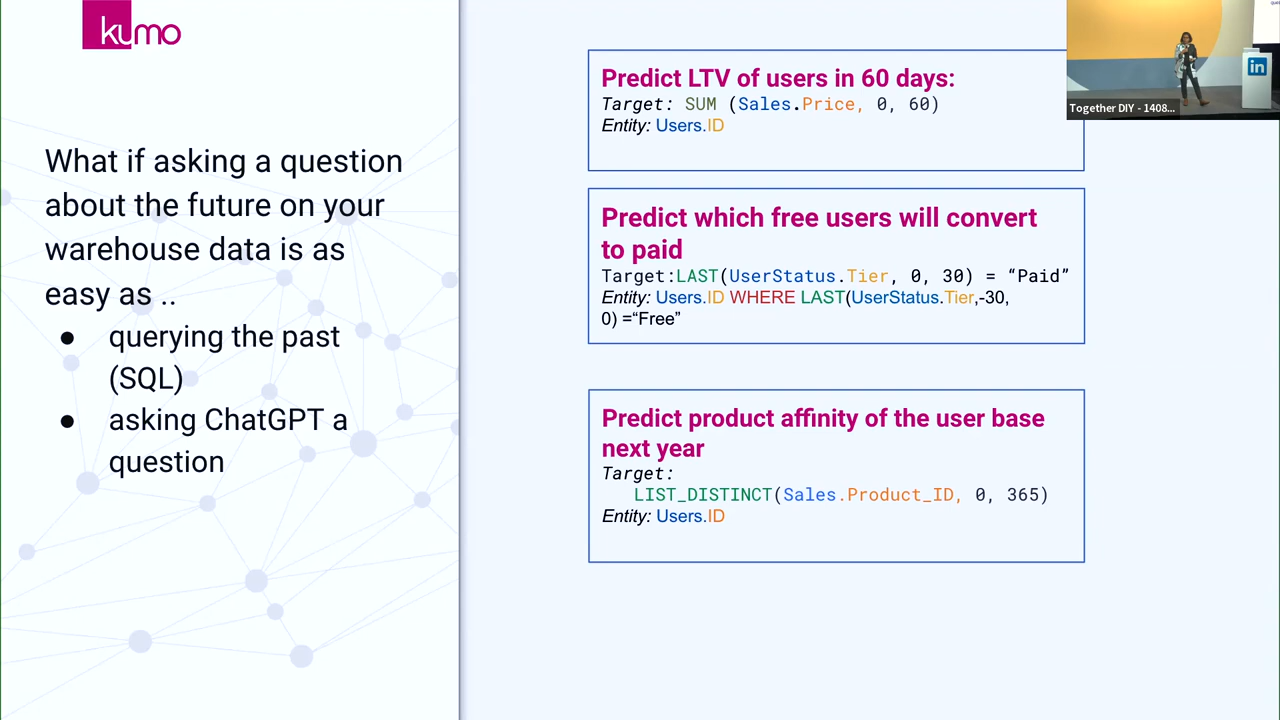 kumo
What if asking a question
about the future on your
warehouse data is as
easy as ..
● querying the past
(SQL)
● asking ChatGPT a
question
Predict LTV of users in 60 days:
Target: SUM (Sales.Price, 0, 60)
Entity: Users.ID
Predict which free users will convert
to paid
Target:LAST(UserStatus.Tier, 0, 30) = “Paid”
Entity: Users.ID WHERE LAST(UserStatus.Tier,-30,
0) =“Free”
Predict product affinity of the user base
next year
Target:
LIST_DISTINCT(Sales.Product_ID, 0, 365)
Entity: Users.ID
in
Together DIY - 1408...